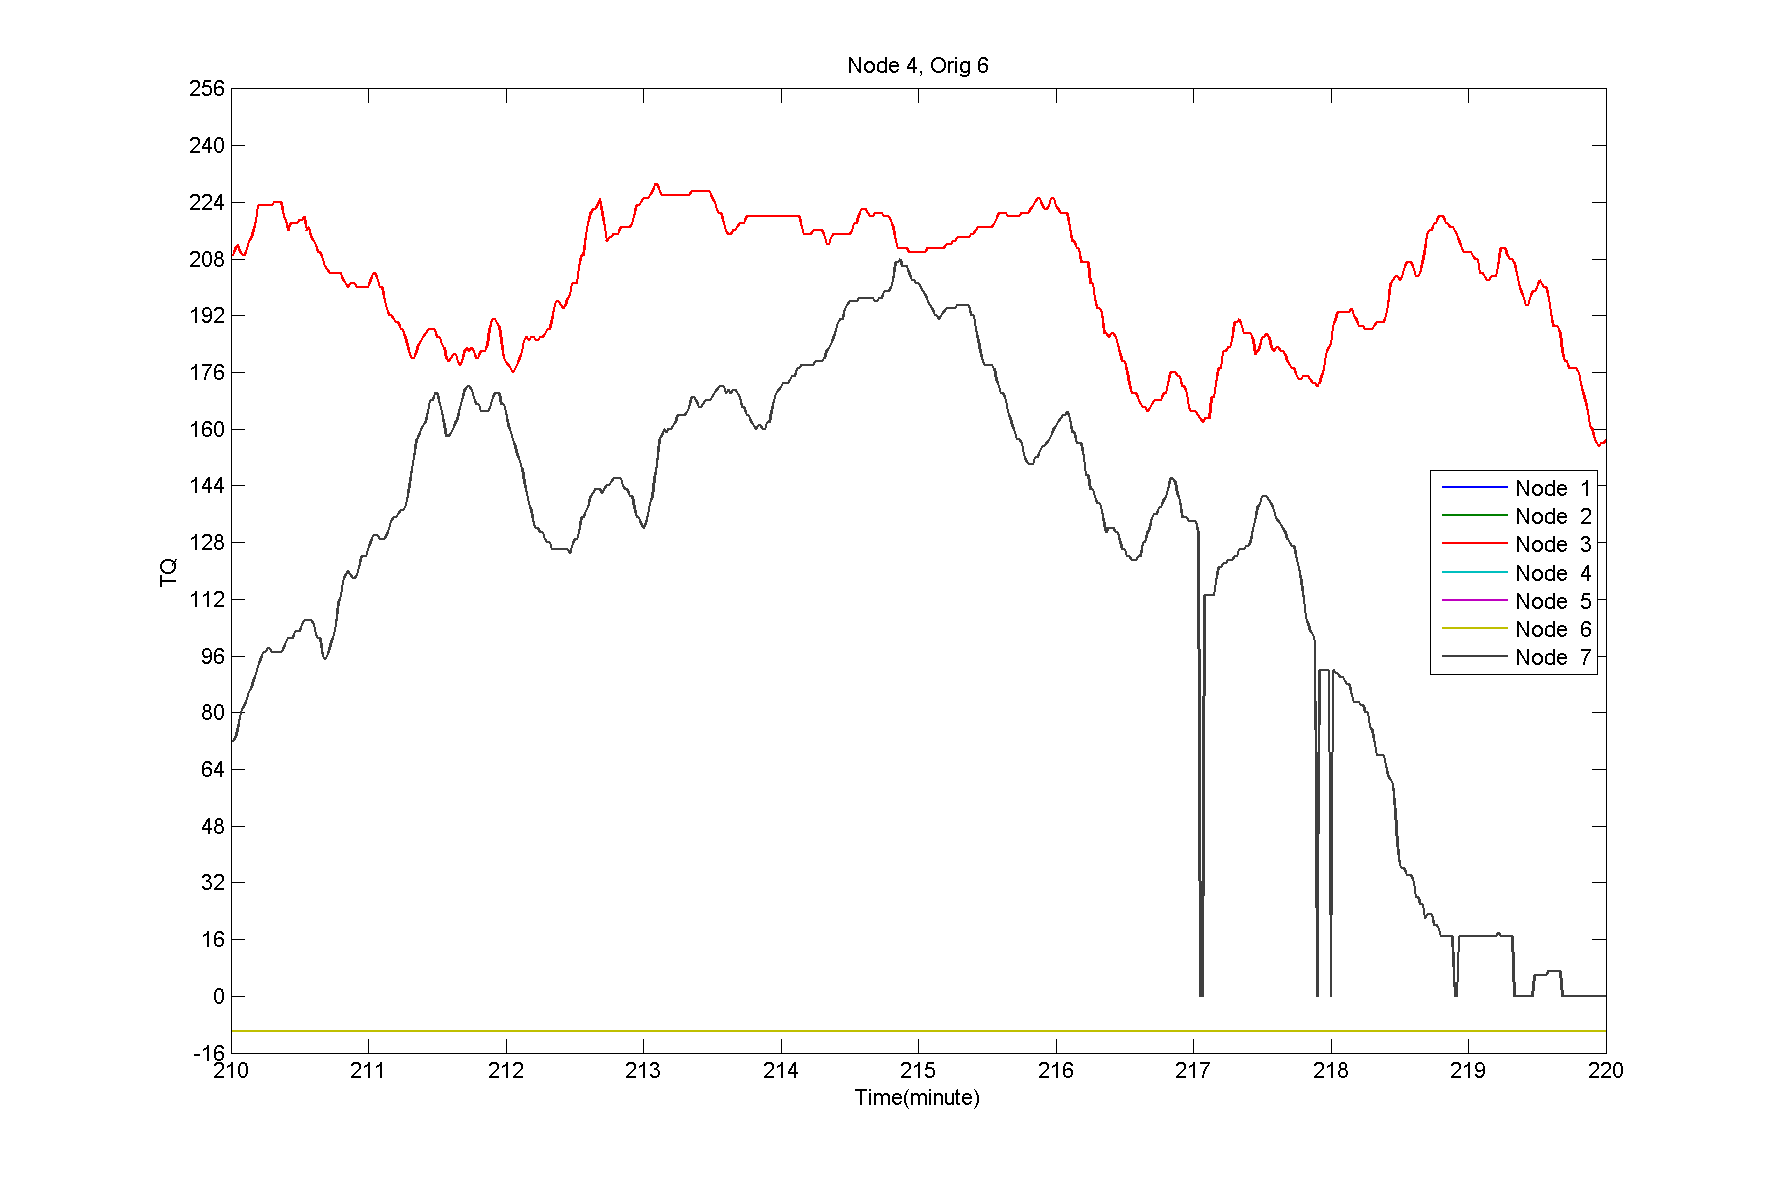 Node 4, Orig 6
256
240
224
208
192
176
160
144
128
112
96
80
64
48
32
16
0
-16
TQ
Node 1
Node 2
Node 3
Node 4
Node 5
Node 6
Node 7
210 211 212 213 214 215 216 217 218 219 220
Time(minute)